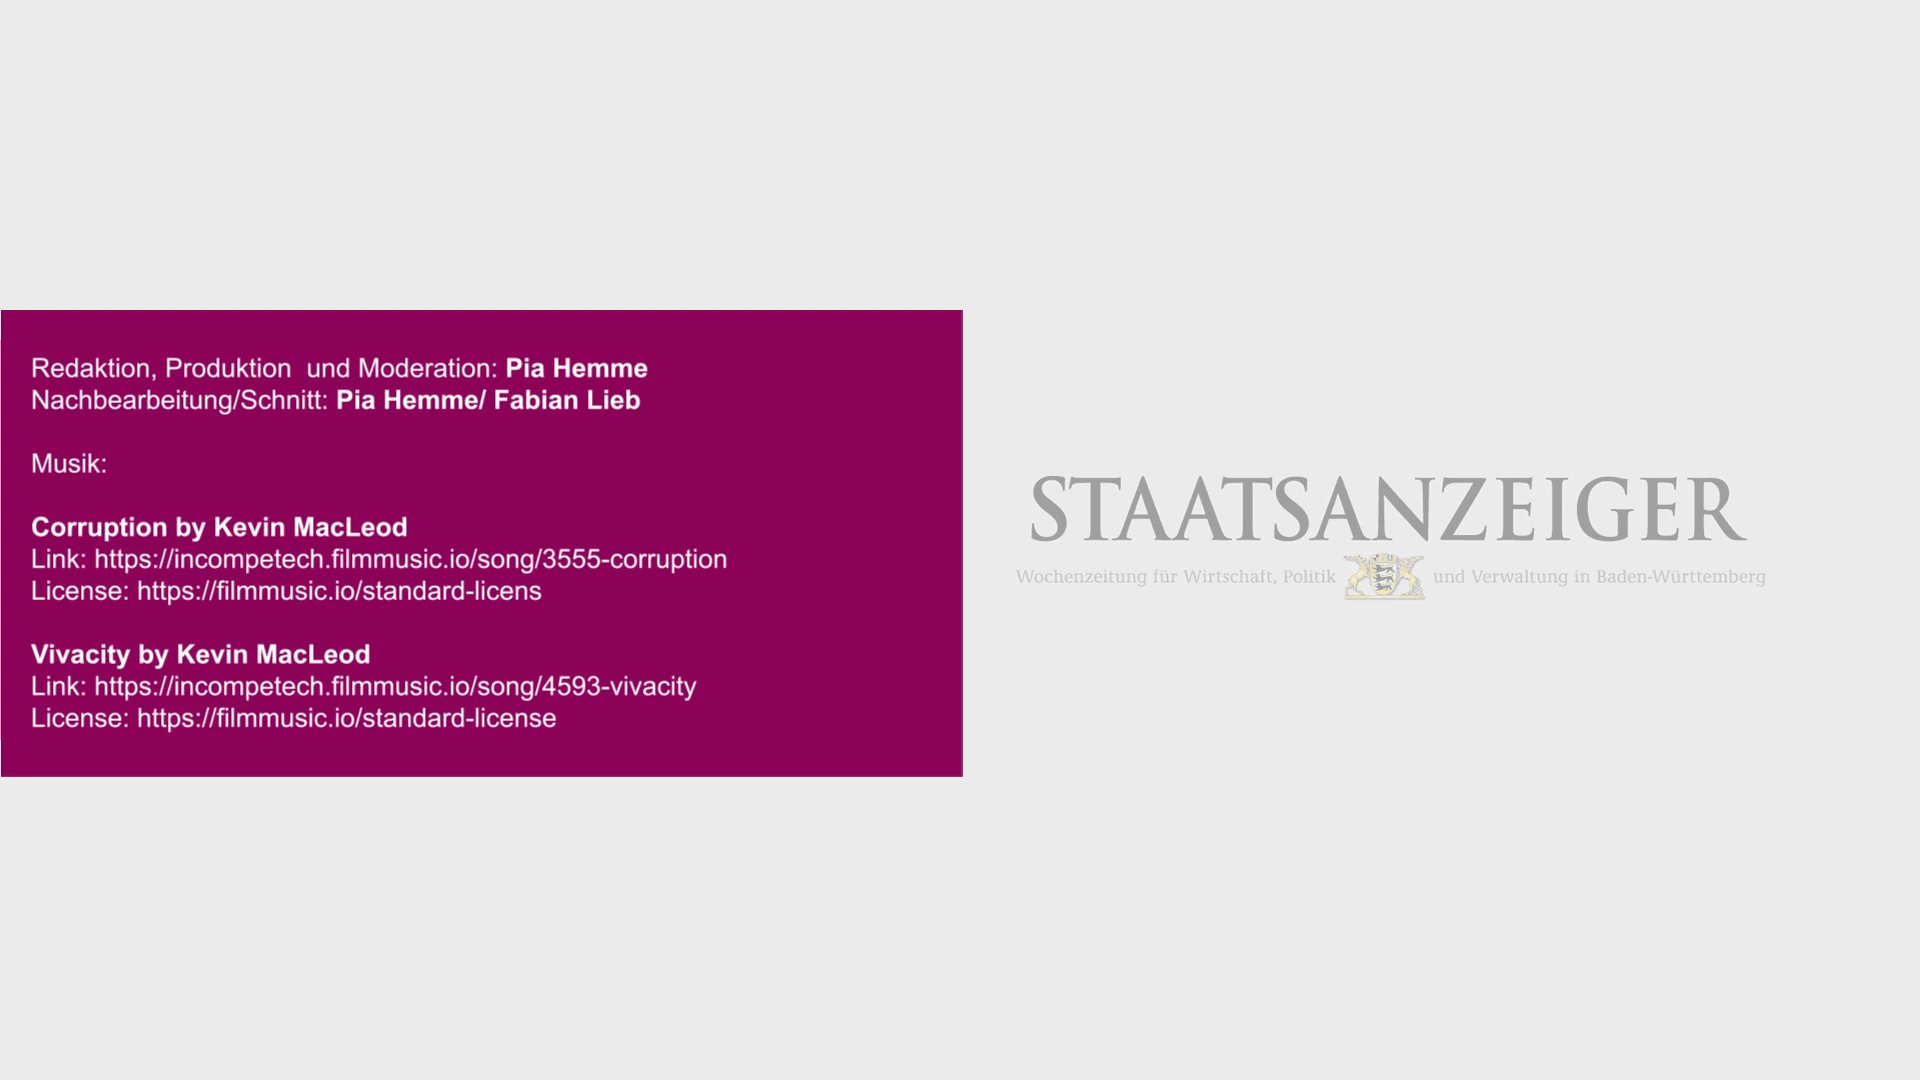 Redaktion, Produktion  und Moderation: Pia Hemme
Nachbearbeitung/Schnitt: Pia Hemme/ Fabian Lieb
Musik:
Corruption by Kevin MacLeod
Link: https://incompetech.filmmusic.io/song/3555-corruption
License: https://filmmusic.io/standard-licens
Vivacity by Kevin MacLeod
Link: https://incompetech.filmmusic.io/song/4593-vivacity
License: https://filmmusic.io/standard-license
STAATSANZEIGER
Wochenzeitung für Wirtschaft, Politik und Verwaltung in Baden-Württemberg